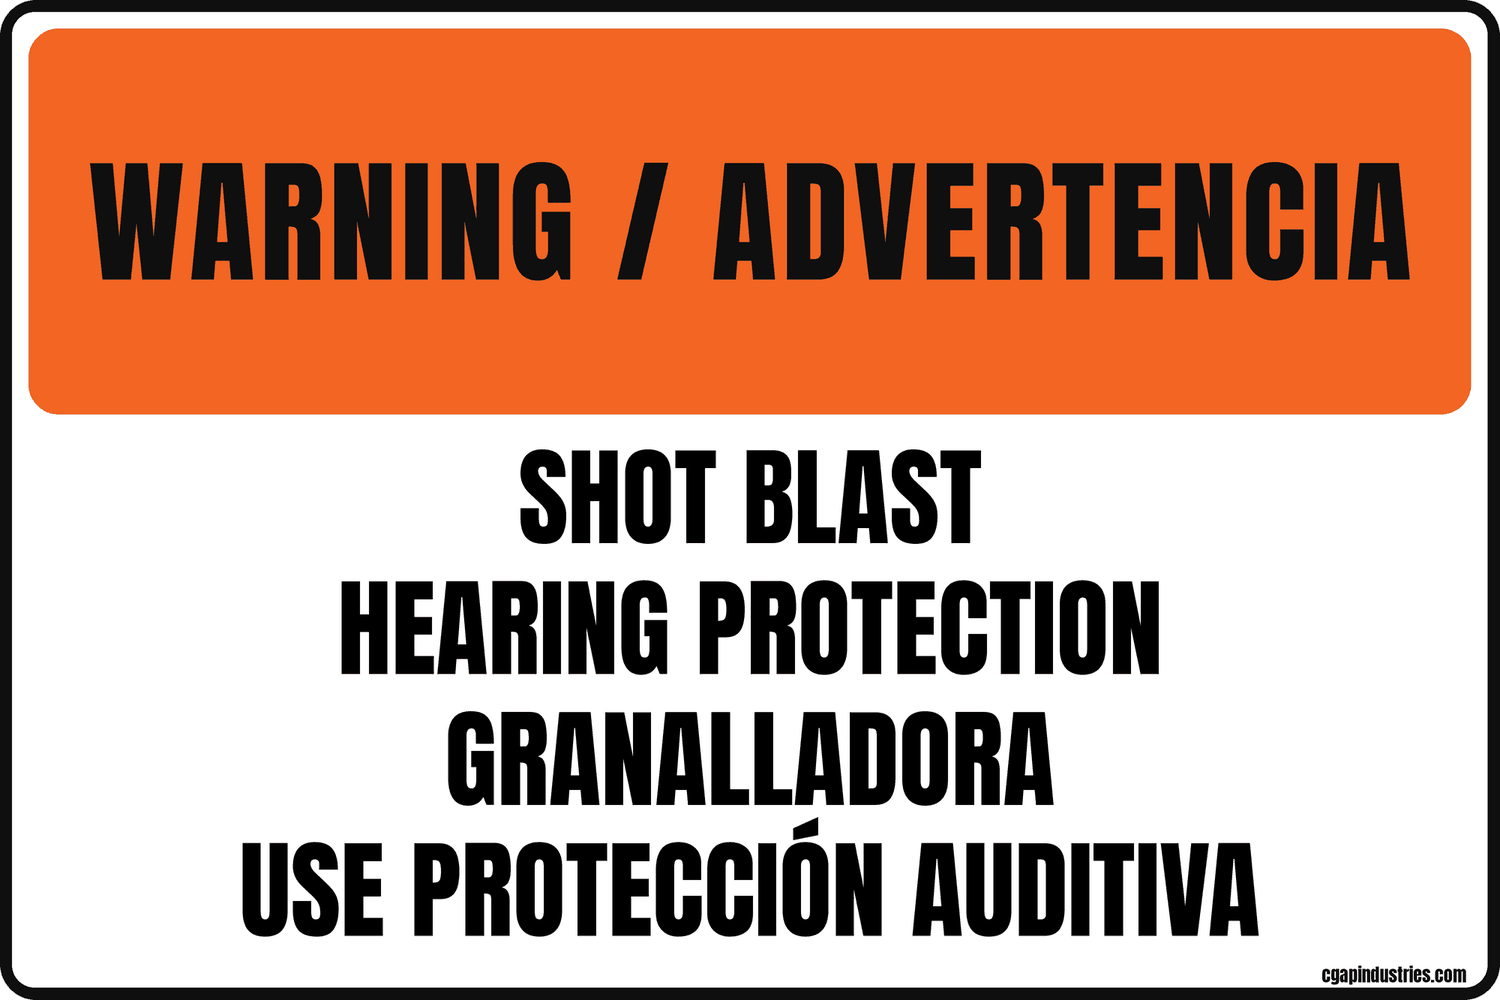 WARNING / ADVERTENCIA
SHOT BLAST
HEARING PROTECTION
GRANALLADORA
USE PROTECCIÓN AUDITIVA
cgapindustries.com